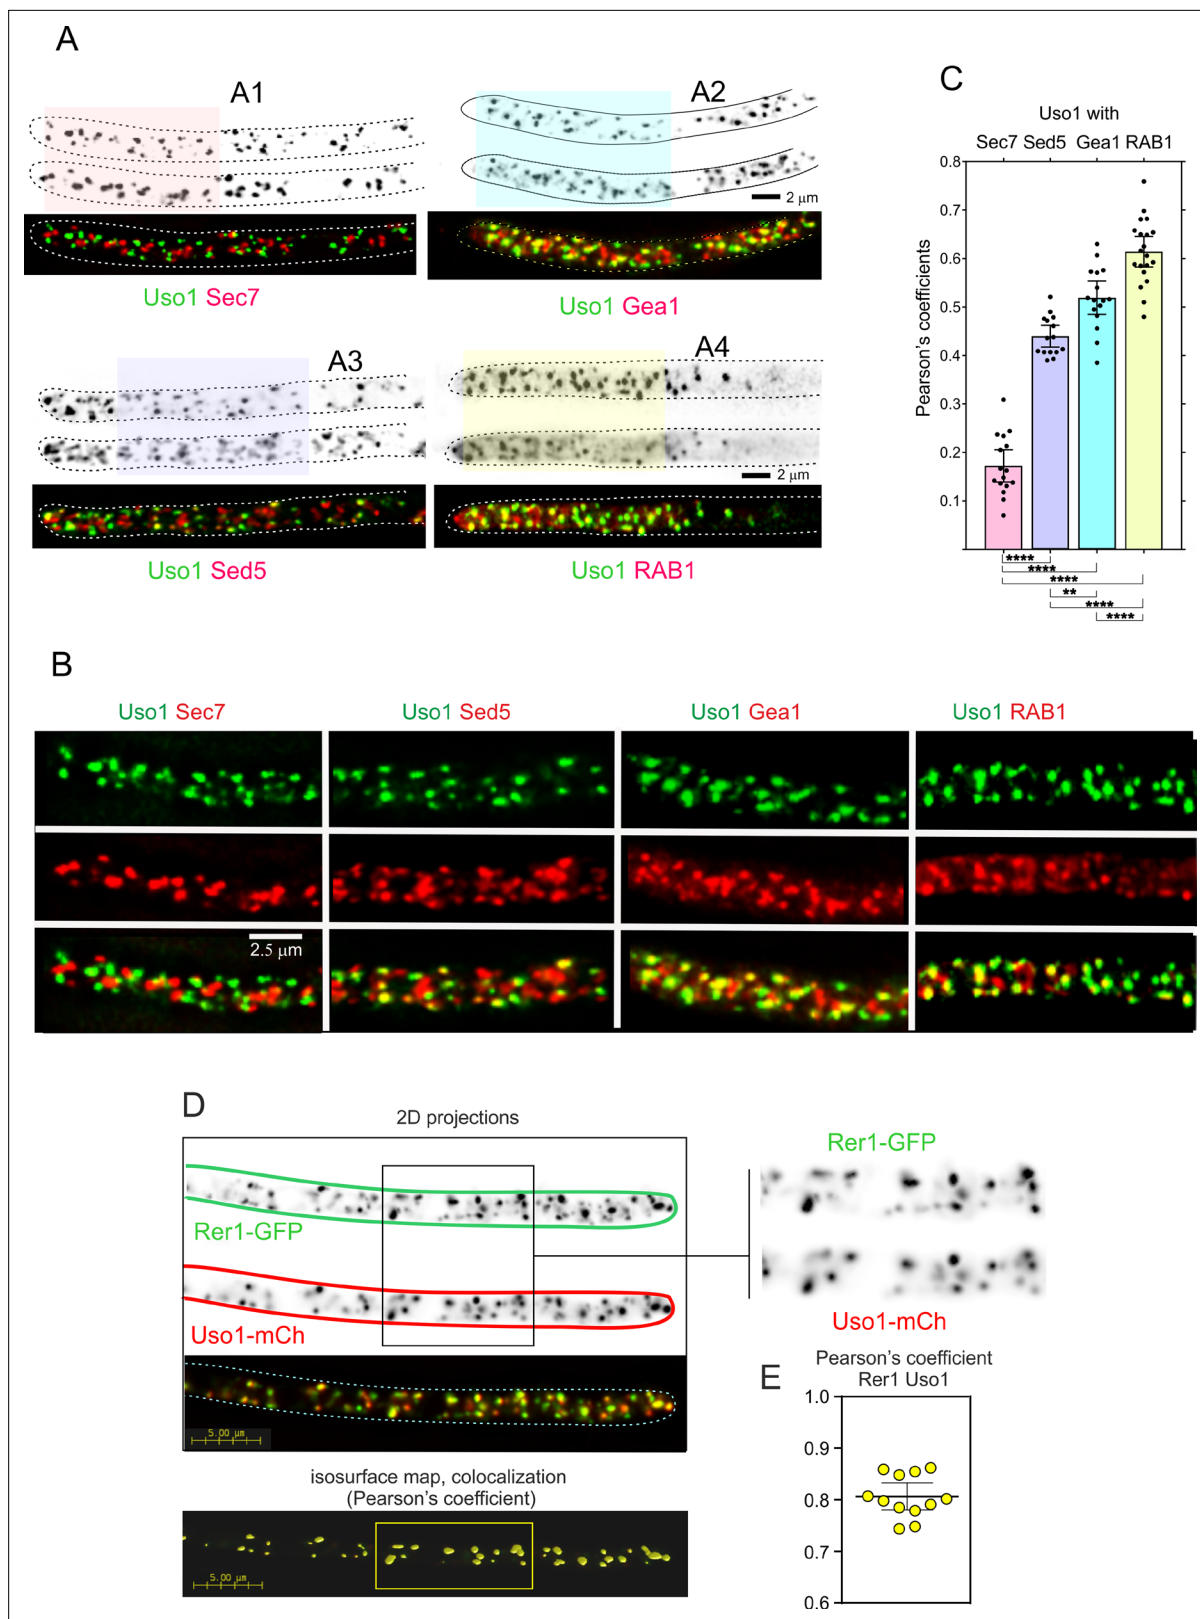 A
A1
A2
2 μm
Uso1 Sec7
Uso1 Gea1
A3
A4
2 μm
Uso1 Sed5
Uso1 RAB1
C
Uso1 with
Sec7 Sed5 Gea1 RAB1
Pearson's coefficients
0.8
0.7
0.6
0.5
0.4
0.3
0.2
0.1
****
****
****
**
****
****
B
Uso1 Sec7
Uso1 Sed5
Uso1 Gea1
Uso1 RAB1
2.5 μm
D
2D projections
Rer1-GFP
Uso1-mCh
5.00 μm
isosurface map, colocalization
(Pearson's coefficient)
5.00 μm
Rer1-GFP
Uso1-mCh
E
Pearson's coefficient
Rer1 Uso1
1.0
0.9
0.8
0.7
0.6